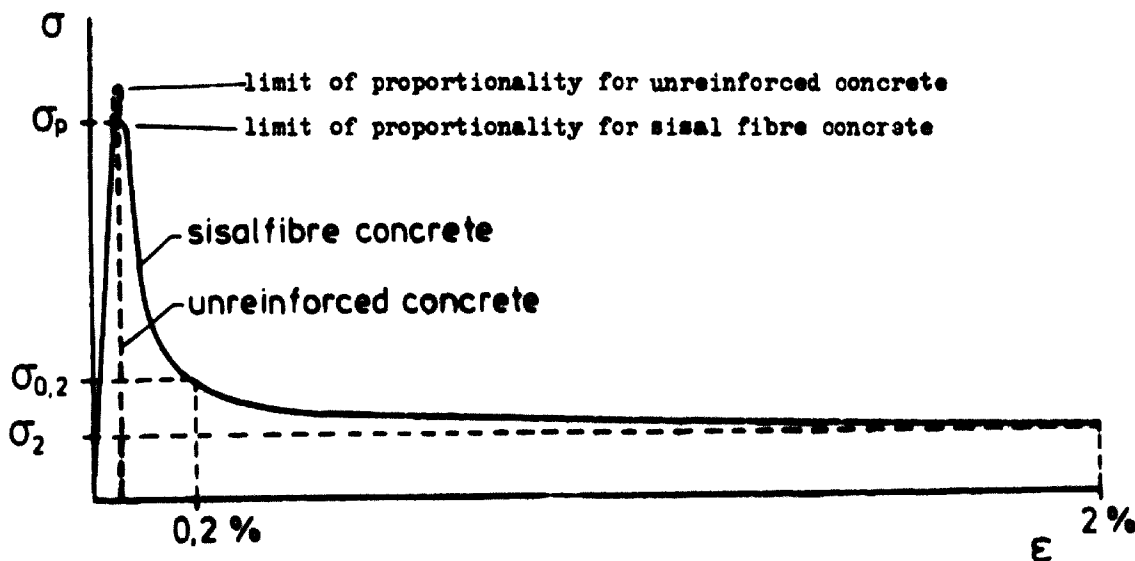 σ
limit of proportionality for unreinforced concrete
σp
limit of proportionality for sisal fibre concrete
sisalfibre concrete
unreinforced concrete
σ0,2
σ2
0,2 %
2 %
ε